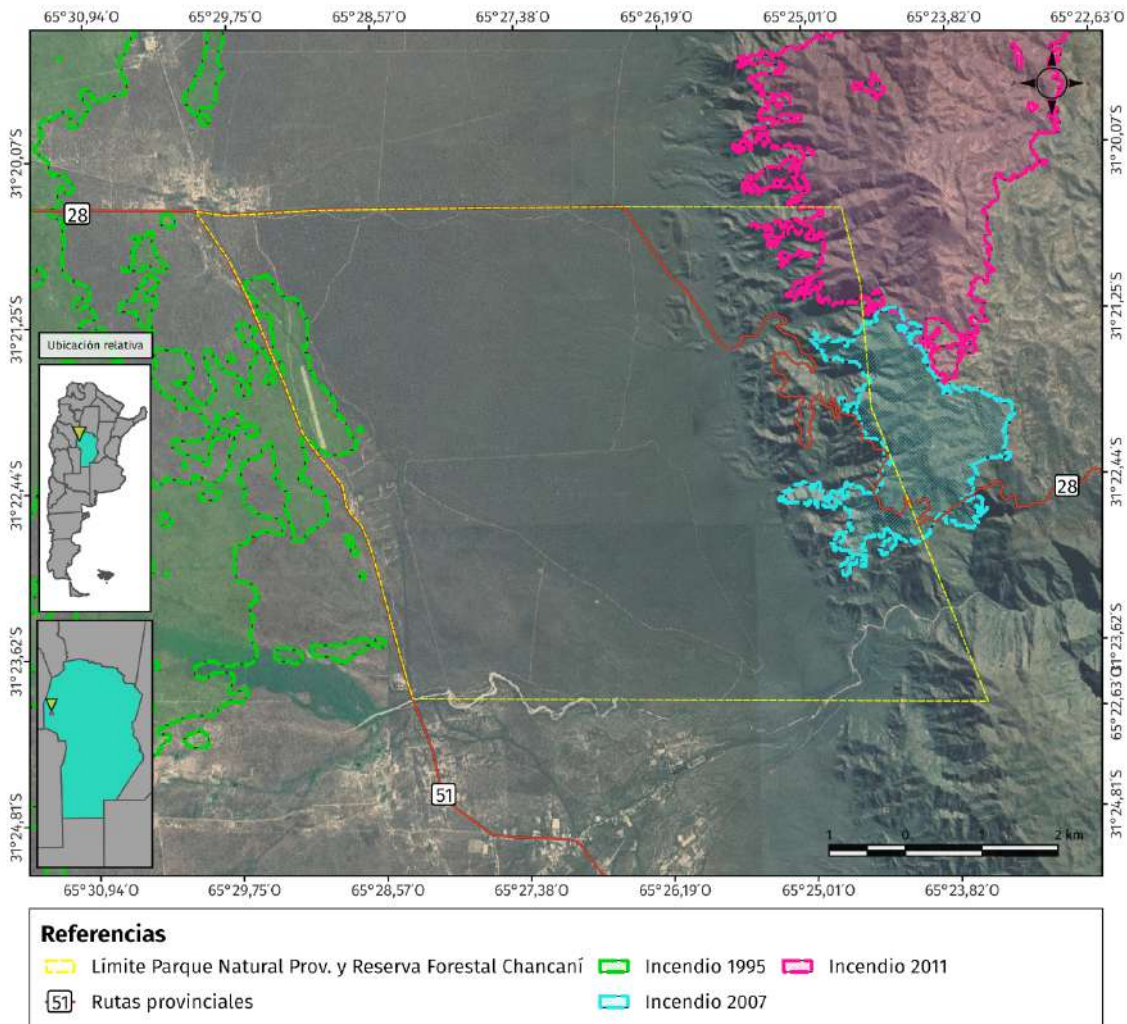 65°30,94'O 65°29,75'O 65°28,57'O 65°27,38'O 65°26,19'O 65°25,01'O 65°23,82'O 65°22,63'O
31°20,07'S
31°20,07'S
28
31°21,25'S
31°21,25'S
Ubicación relativa
31°22,44'S
31°22,44'S
28
31°23,62'S
31°23,62'S
65°22,63'O
51
31°24,81'S
31°24,81'S
1 0 1 2 km
65°30,94'O 65°29,75'O 65°28,57'O 65°27,38'O 65°26,19'O 65°25,01'O 65°23,82'O
Referencias
Límite Parque Natural Prov. y Reserva Forestal Chancaní Incendio 1995 Incendio 2011
51 Rutas provinciales Incendio 2007